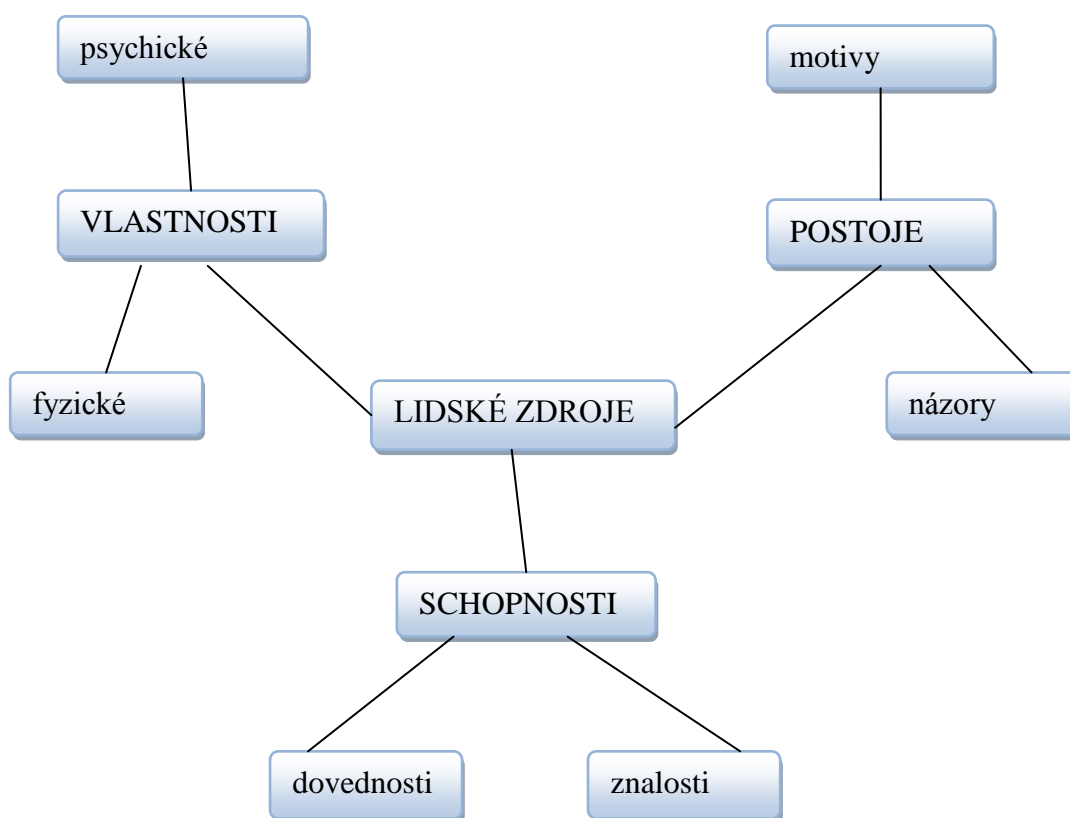 psychické
motivy
VLASTNOSTI
POSTOJE
fyzické
LIDSKÉ ZDROJE
názory
SCHOPNOSTI
dovednosti
znalosti